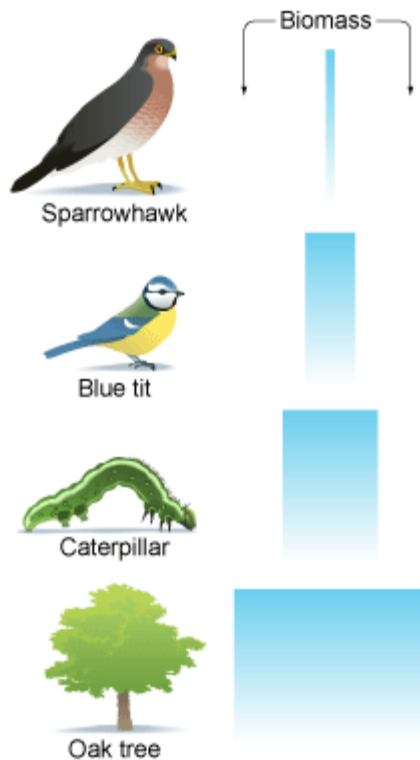 Biomass
Sparrowhawk
Blue tit
Caterpillar
Oak tree